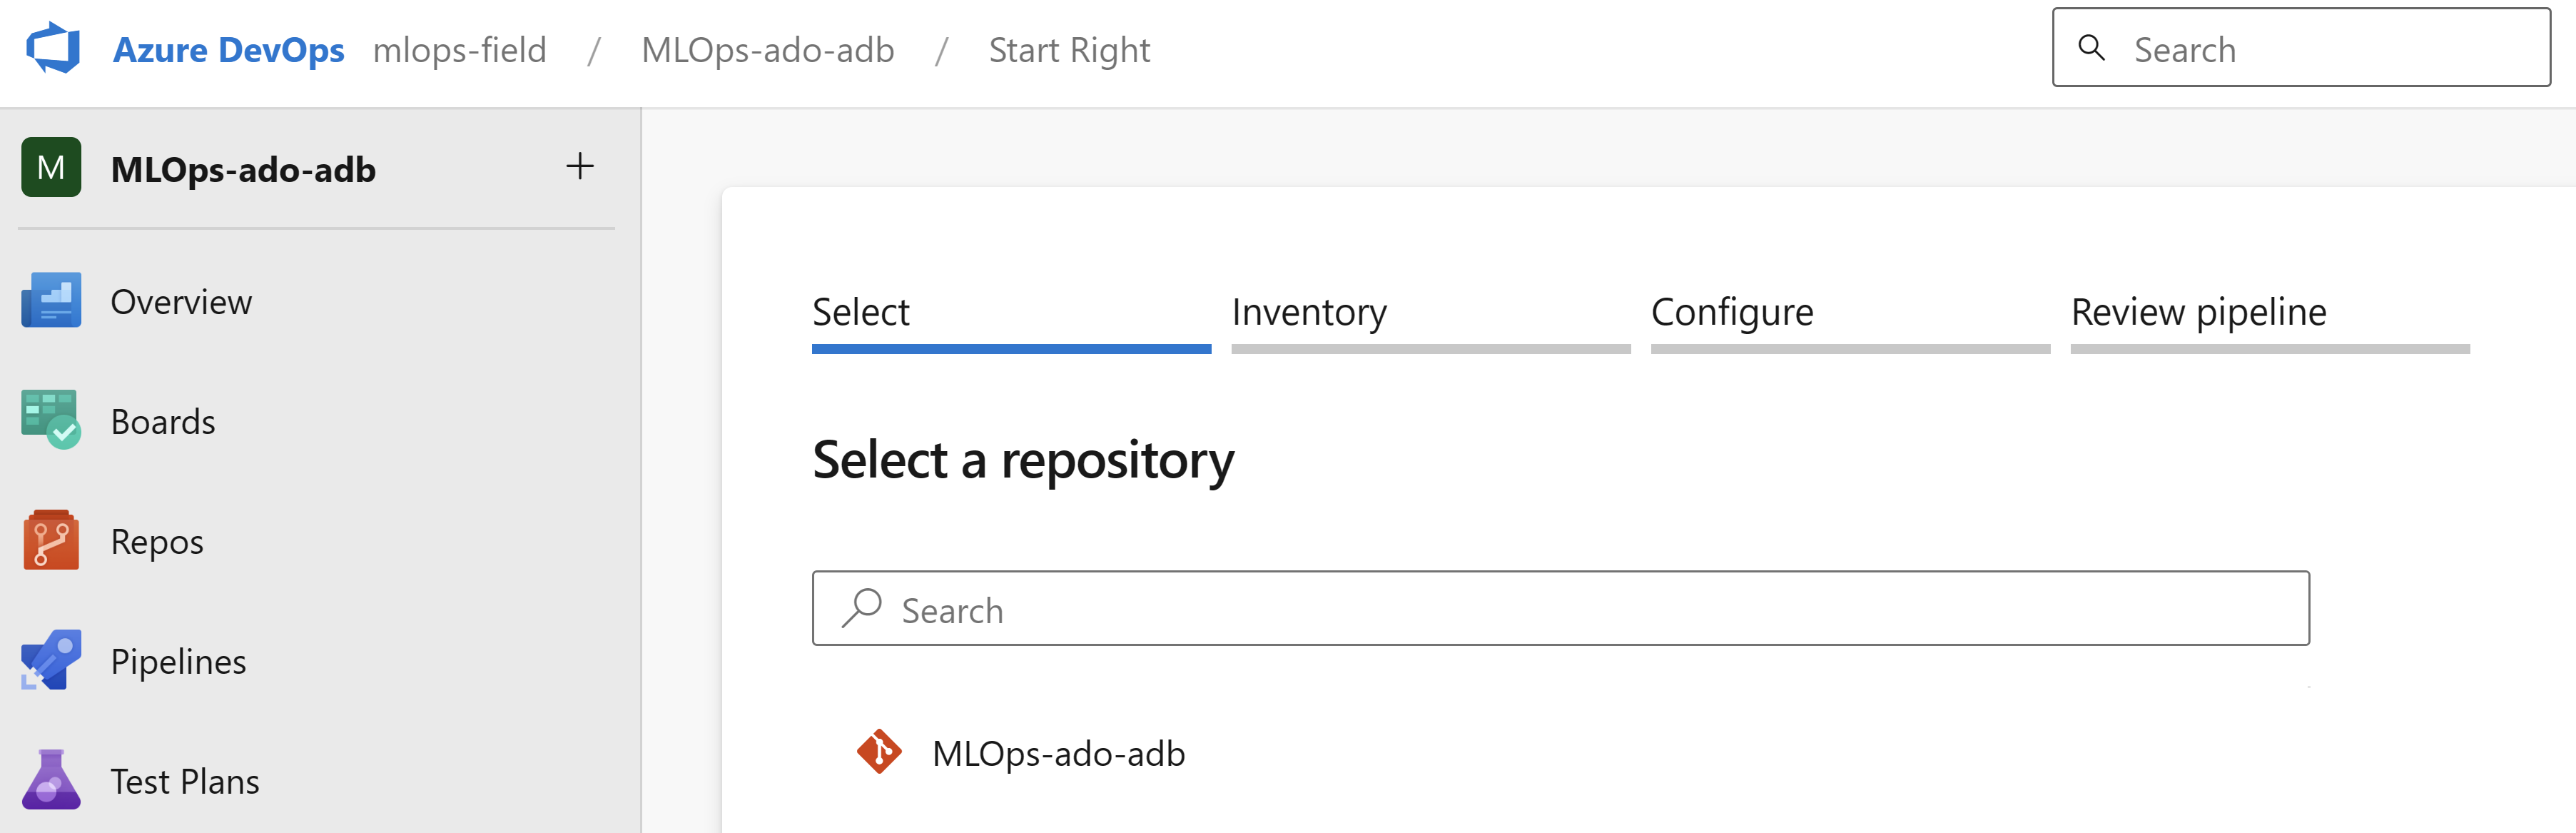 Azure DevOps mlops-field / MLOps-ado-adb / Start Right
Search
M MLOps-ado-adb +
Overview
Boards
Repos
Pipelines
Test Plans
Select Inventory Configure Review pipeline
Select a repository
Search
MLOps-ado-adb